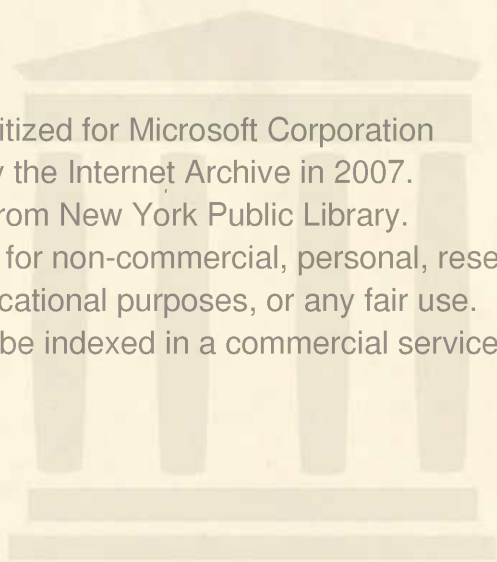 itized for Microsoft Corporation
the Internet Archive in 2007.
rom New York Public Library.
for non-commercial, personal, rese
cational purposes, or any fair use.
be indexed in a commercial service